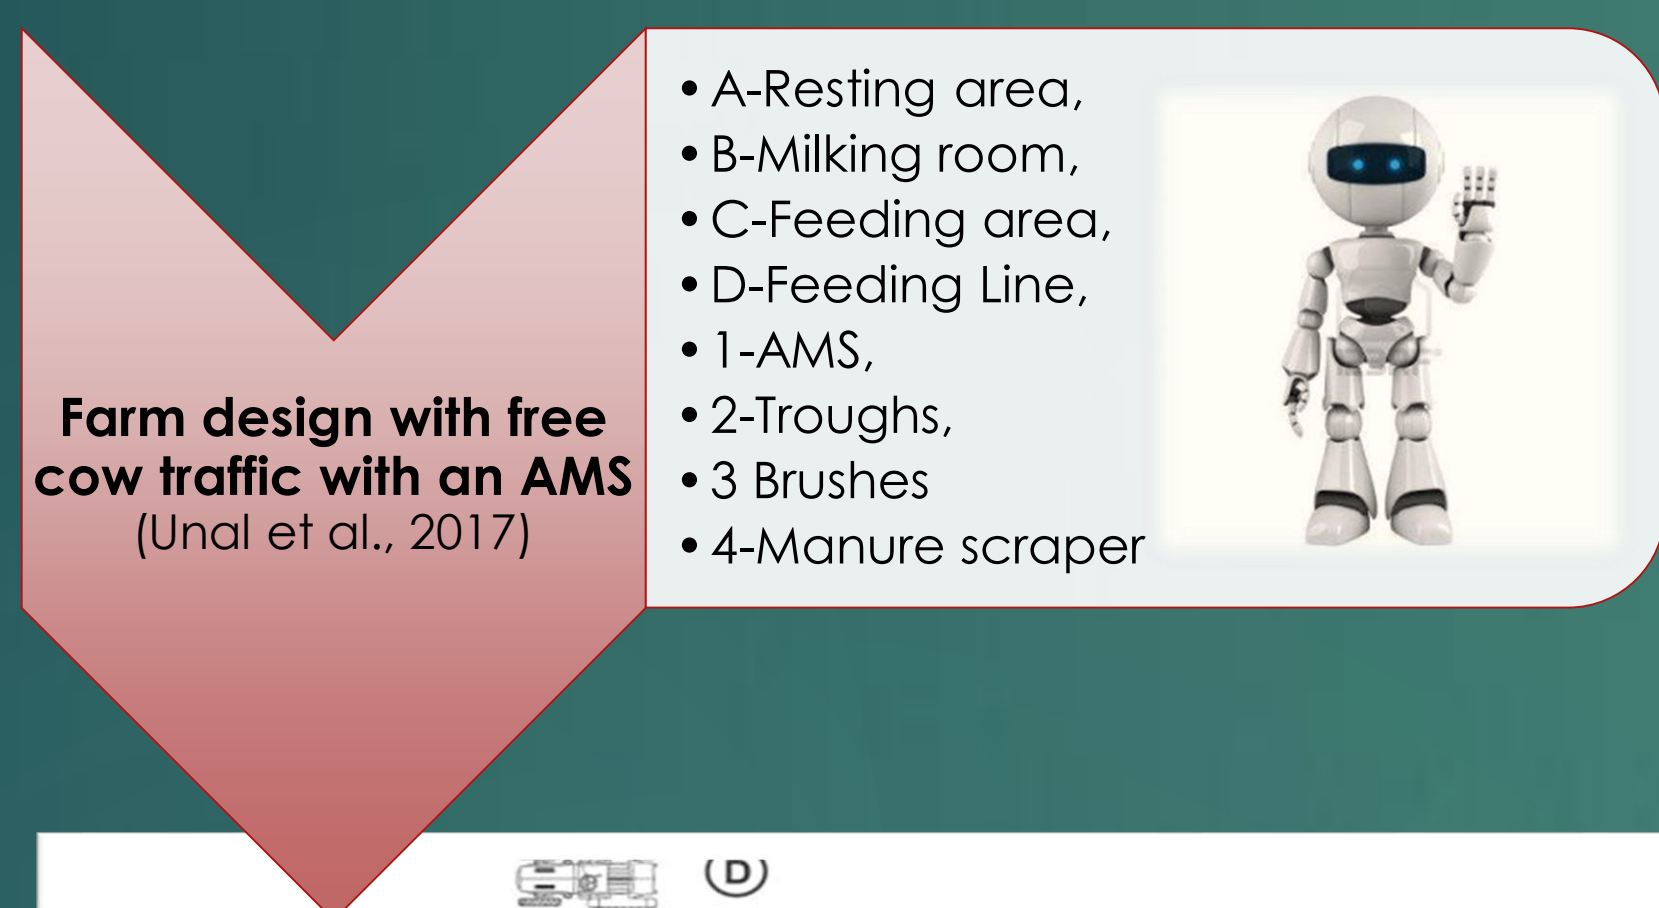 Farm design with free
cow traffic with an AMS
(Unal et al., 2017)
• A-Resting area,
• B-Milking room,
• C-Feeding area,
• D-Feeding Line,
• 1-AMS,
• 2-Troughs,
• 3 Brushes
• 4-Manure scraper
D